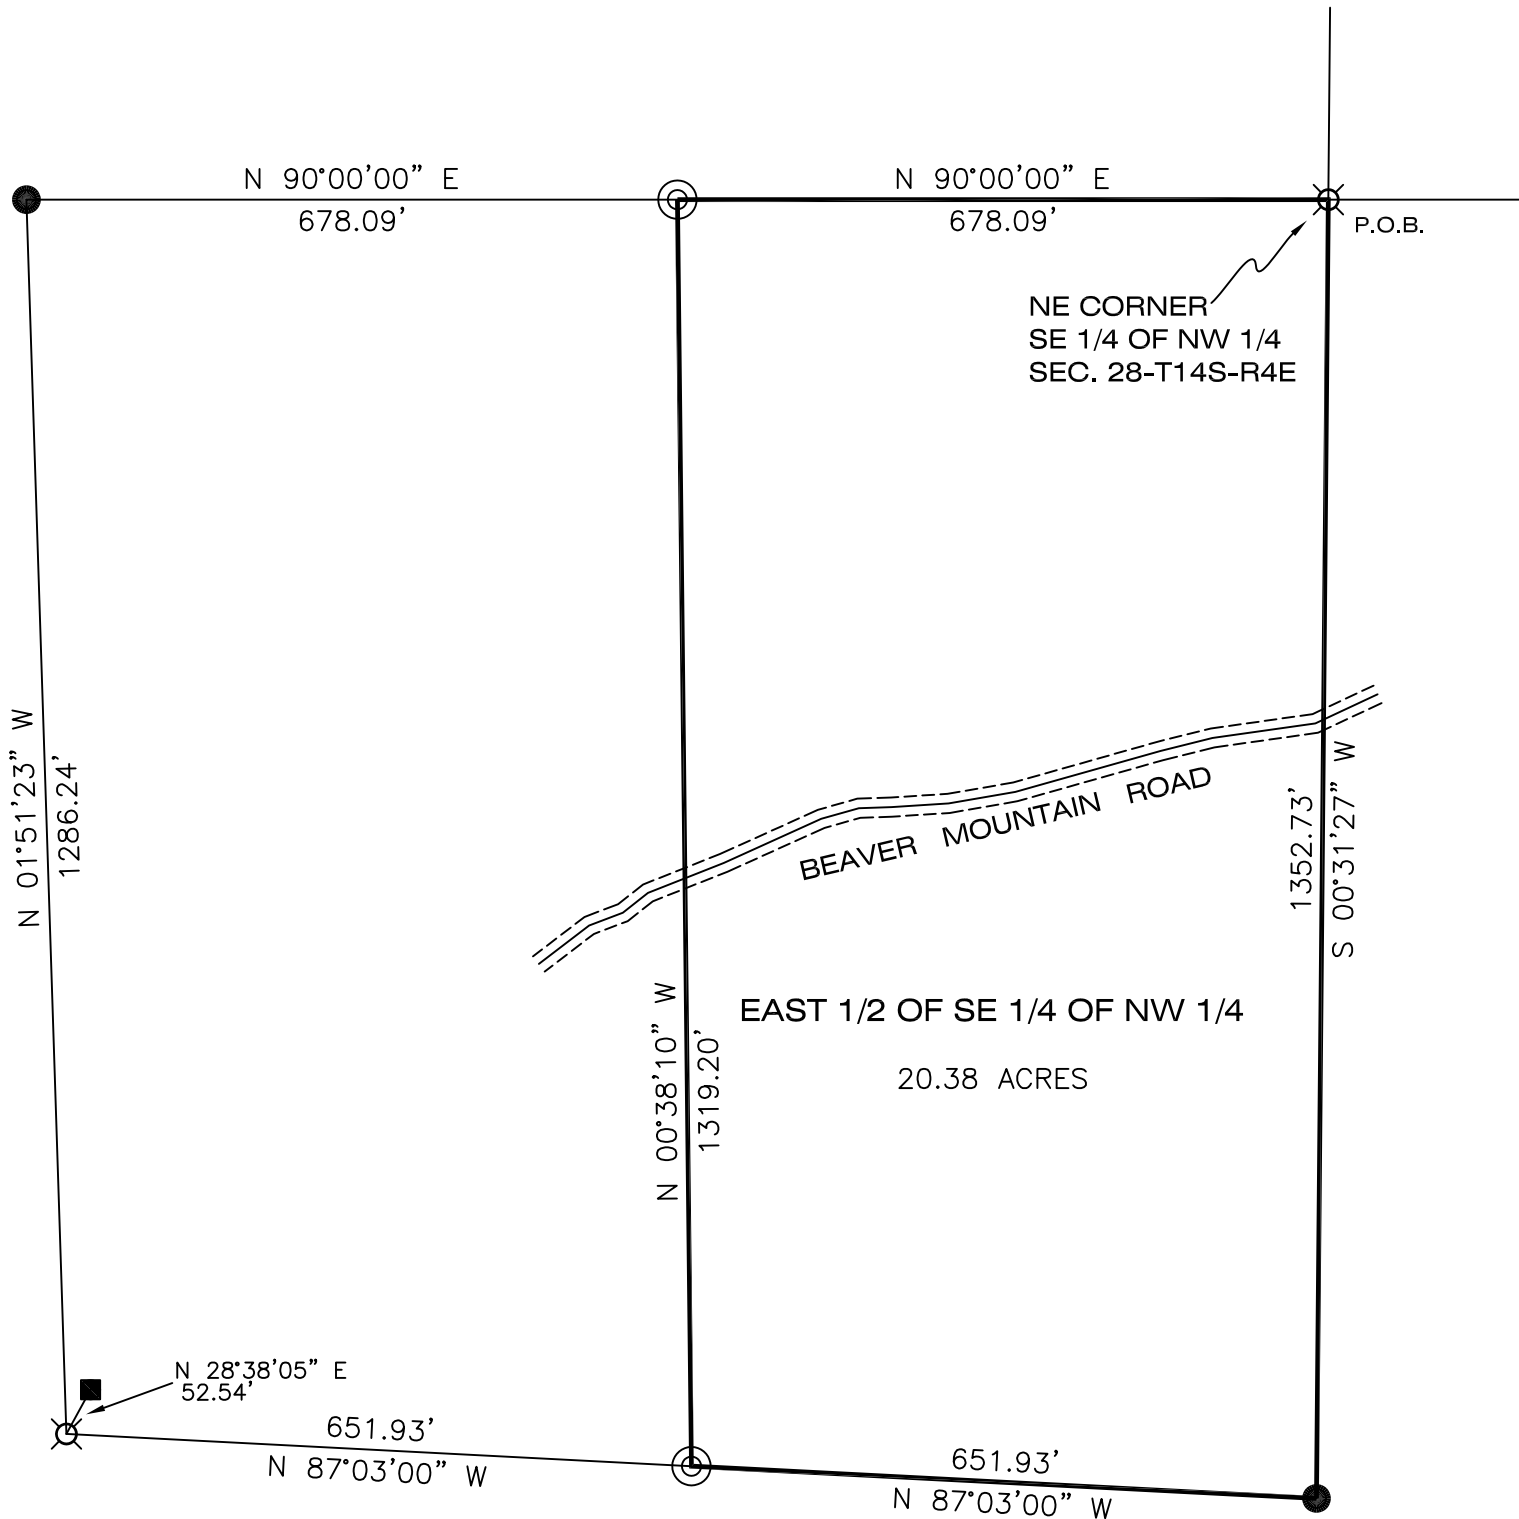 N 90°00'00" E
678.09'
N 90°00'00" E
678.09'
P.O.B.
NE CORNER
SE 1/4 OF NW 1/4
SEC. 28-T14S-R4E
N 01°51'23" W
1286.24'
BEAVER MOUNTAIN ROAD
1352.73'
S 00°31'27" W
N 00°38'10" W
1319.20'
EAST 1/2 OF SE 1/4 OF NW 1/4
20.38 ACRES
N 28°38'05" E
52.54'
651.93'
N 87°03'00" W
651.93'
N 87°03'00" W